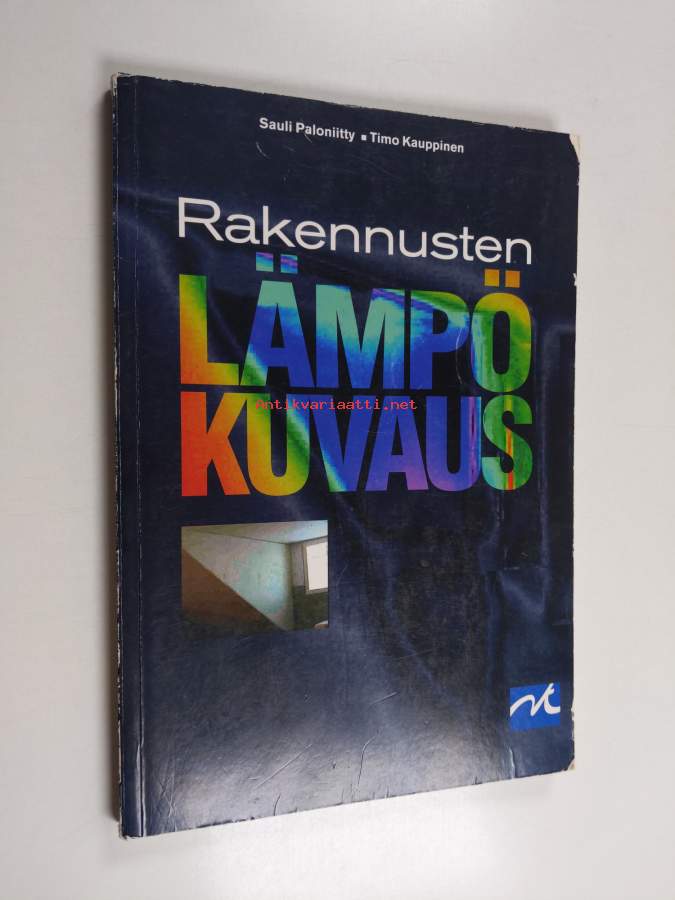 Sauli Paloniitty ▪ Timo Kauppinen
Rakennusten
LÄMPÖ
Antikvariaatti.net
KUVAUS